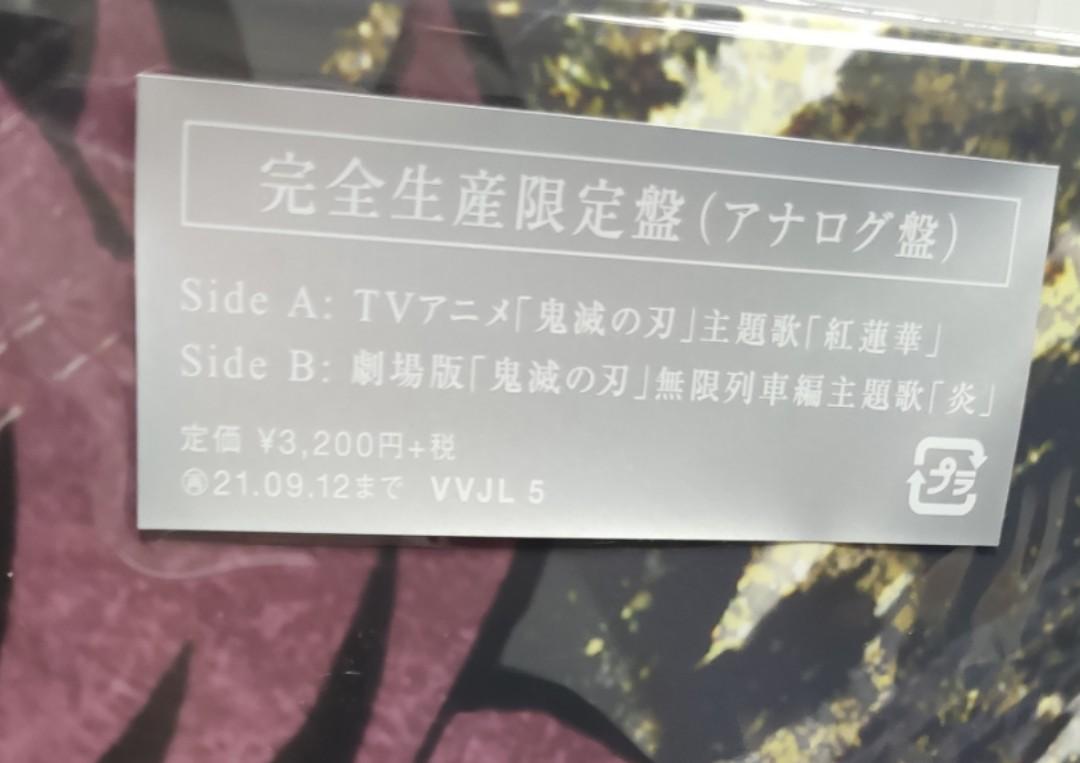 完全生産限定盤(アナログ盤)
Side A: TVアニメ「鬼滅の刃」主題歌「紅蓮華」
Side B: 劇場版「鬼滅の刃」無限列車編主題歌「炎」
定価 ¥3,200円+税
㋐21.09.12まで VVJL 5
プラ